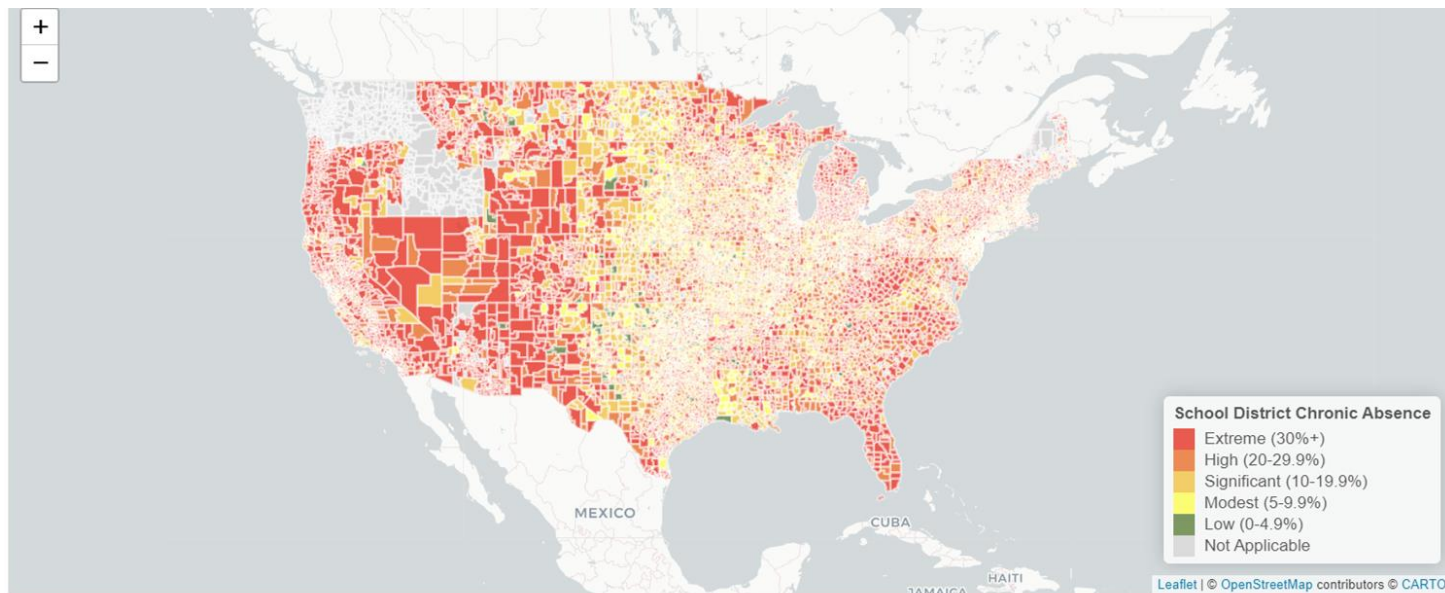 +
−
MEXICO
CUBA
HAITI
JAMAICA
School District Chronic Absence
Extreme (30%+)
High (20-29.9%)
Significant (10-19.9%)
Modest (5-9.9%)
Low (0-4.9%)
Not Applicable
Leaflet | © OpenStreetMap contributors © CARTO